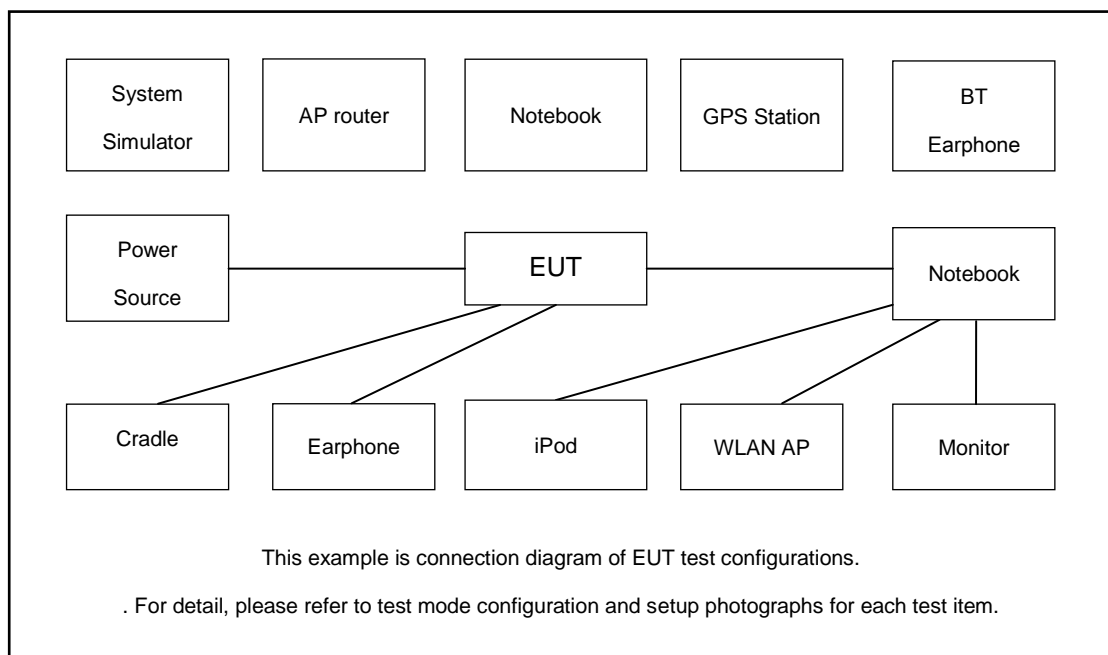 System
Simulator
AP router
Notebook
GPS Station
BT
Earphone
Power
Source
EUT
Notebook
Cradle
Earphone
iPod
WLAN AP
Monitor
This example is connection diagram of EUT test configurations.
. For detail, please refer to test mode configuration and setup photographs for each test item.